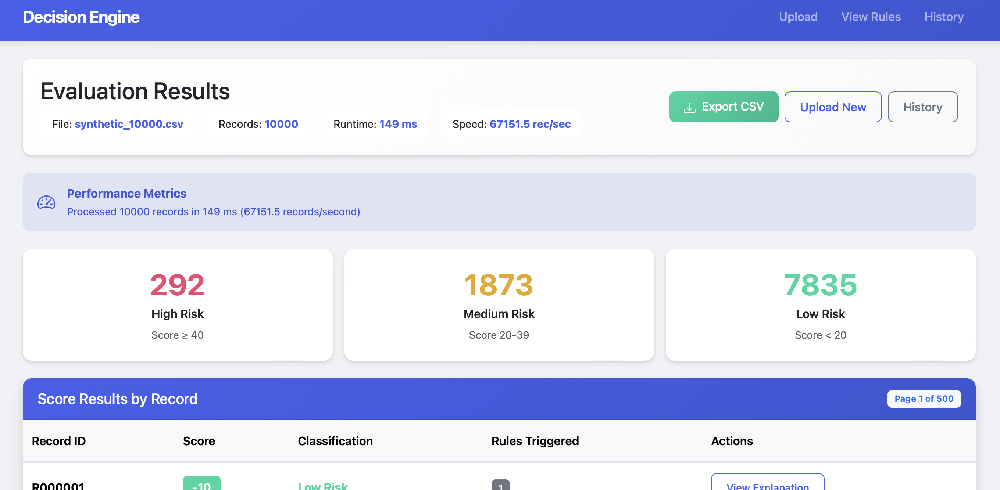 Decision Engine
Upload View Rules History
Evaluation Results
Export CSV
Upload New
History
File: synthetic_10000.csv Records: 10000 Runtime: 149 ms Speed: 67151.5 rec/sec
Performance Metrics
Processed 10000 records in 149 ms (67151.5 records/second)
292
High Risk
Score ≥ 40
1873
Medium Risk
Score 20-39
7835
Low Risk
Score < 20
Score Results by Record
Page 1 of 500
Record ID Score Classification Rules Triggered Actions
R000001 -10 Low Risk 1 View Explanation